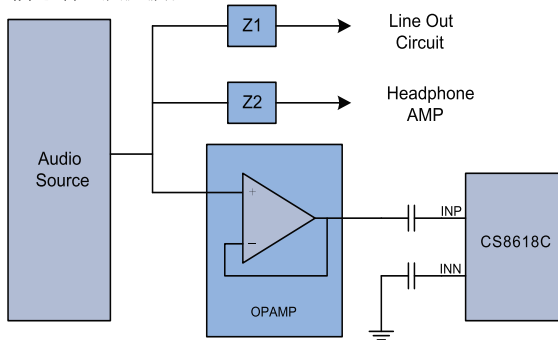 Z1
Line Out
Circuit
Z2
Headphone
AMP
Audio
Source
+
−
OPAMP
INP
INN
CS8618C